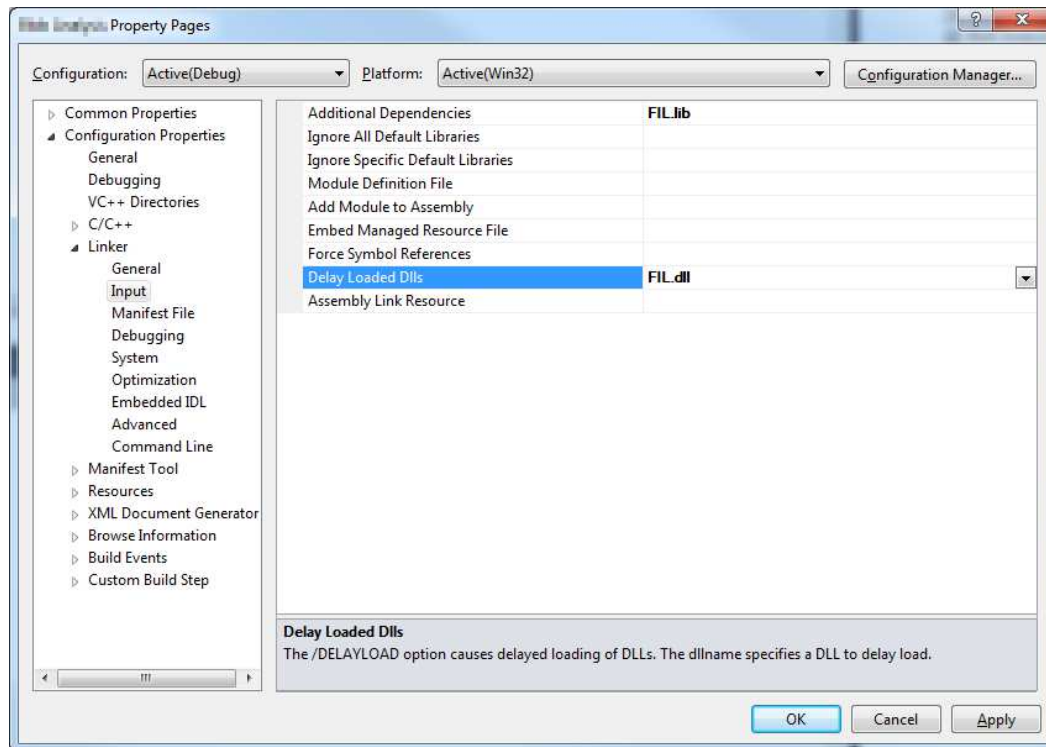 Property Pages
Configuration: Active(Debug) Platform: Active(Win32) Configuration Manager...
Common Properties
Configuration Properties
General
Debugging
VC++ Directories
C/C++
Linker
General
Input
Manifest File
Debugging
System
Optimization
Embedded IDL
Advanced
Command Line
Manifest Tool
Resources
XML Document Generator
Browse Information
Build Events
Custom Build Step
Additional Dependencies FIL.lib
Ignore All Default Libraries
Ignore Specific Default Libraries
Module Definition File
Add Module to Assembly
Embed Managed Resource File
Force Symbol References
Delay Loaded Dlls FIL.dll
Assembly Link Resource
Delay Loaded Dlls
The /DELAYLOAD option causes delayed loading of DLLs. The dllname specifies a DLL to delay load.
OK Cancel Apply